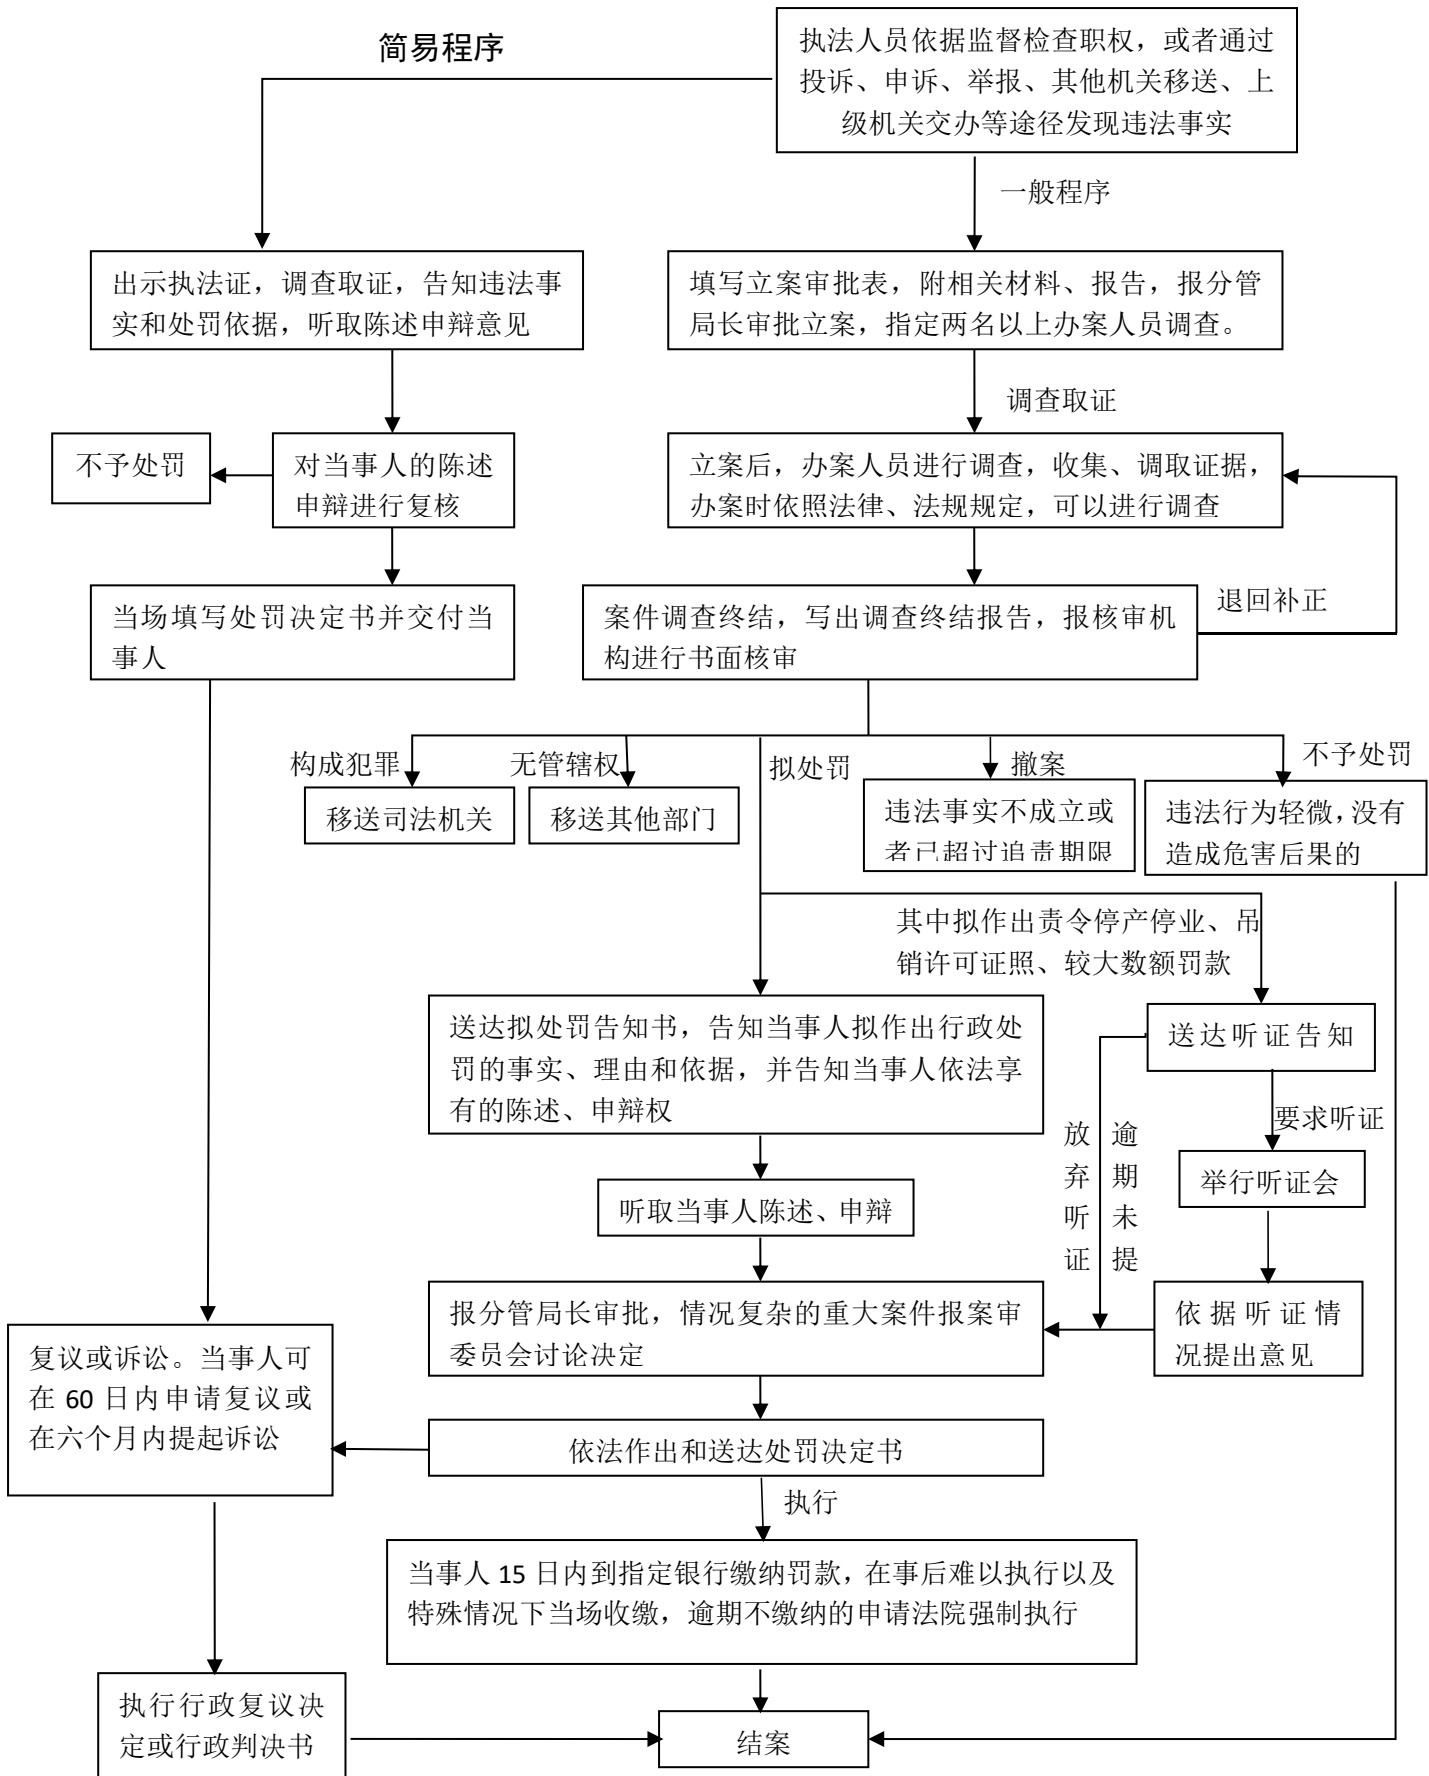 简易程序
执法人员依据监督检查职权，或者通过
投诉、申诉、举报、其他机关移送、上
级机关交办等途径发现违法事实
一般程序
出示执法证，调查取证，告知违法事
实和处罚依据，听取陈述申辩意见
填写立案审批表，附相关材料、报告，报分管
局长审批立案，指定两名以上办案人员调查。
调查取证
不予处罚
对当事人的陈述
申辩进行复核
立案后，办案人员进行调查，收集、调取证据，
办案时依照法律、法规规定，可以进行调查
当场填写处罚决定书并交付当
事人
案件调查终结，写出调查终结报告，报核审机
构进行书面核审
退回补正
构成犯罪
无管辖权
拟处罚
撤案
不予处罚
移送司法机关
移送其他部门
违法事实不成立或
者已超过追责期限
违法行为轻微，没有
造成危害后果的
其中拟作出责令停产停业、吊
销许可证照、较大数额罚款
送达拟处罚告知书，告知当事人拟作出行政处
罚的事实、理由和依据，并告知当事人依法享
有的陈述、申辩权
送达听证告知
要求听证
放弃听证
逾期未提
举行听证会
听取当事人陈述、申辩
报分管局长审批，情况复杂的重大案件报案审
委员会讨论决定
依据听证情
况提出意见
复议或诉讼。当事人可
在 60 日内申请复议或
在六个月内提起诉讼
依法作出和送达处罚决定书
执行
当事人 15 日内到指定银行缴纳罚款，在事后难以执行以及
特殊情况下当场收缴，逾期不缴纳的申请法院强制执行
执行行政复议决
定或行政判决书
结案